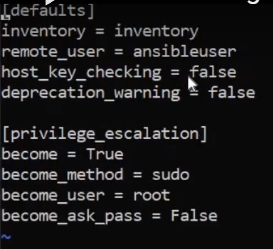 [defaults]
inventory = inventory
remote_user = ansibleuser
host_key_checking = false
deprecation_warning = false
[privilege_escalation]
become = True
become_method = sudo
become_user = root
become_ask_pass = False
~